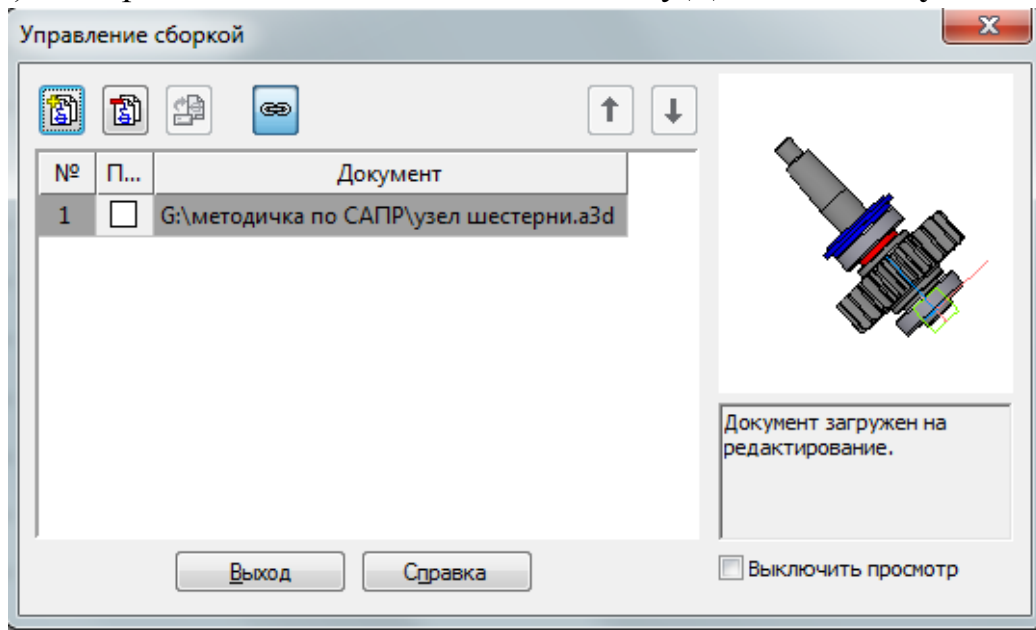 Управление сборкой
№ П... Документ
1 G:\методичка по САПР\узел шестерни.a3d
Документ загружен на
редактирование.
Выход Справка
Выключить просмотр